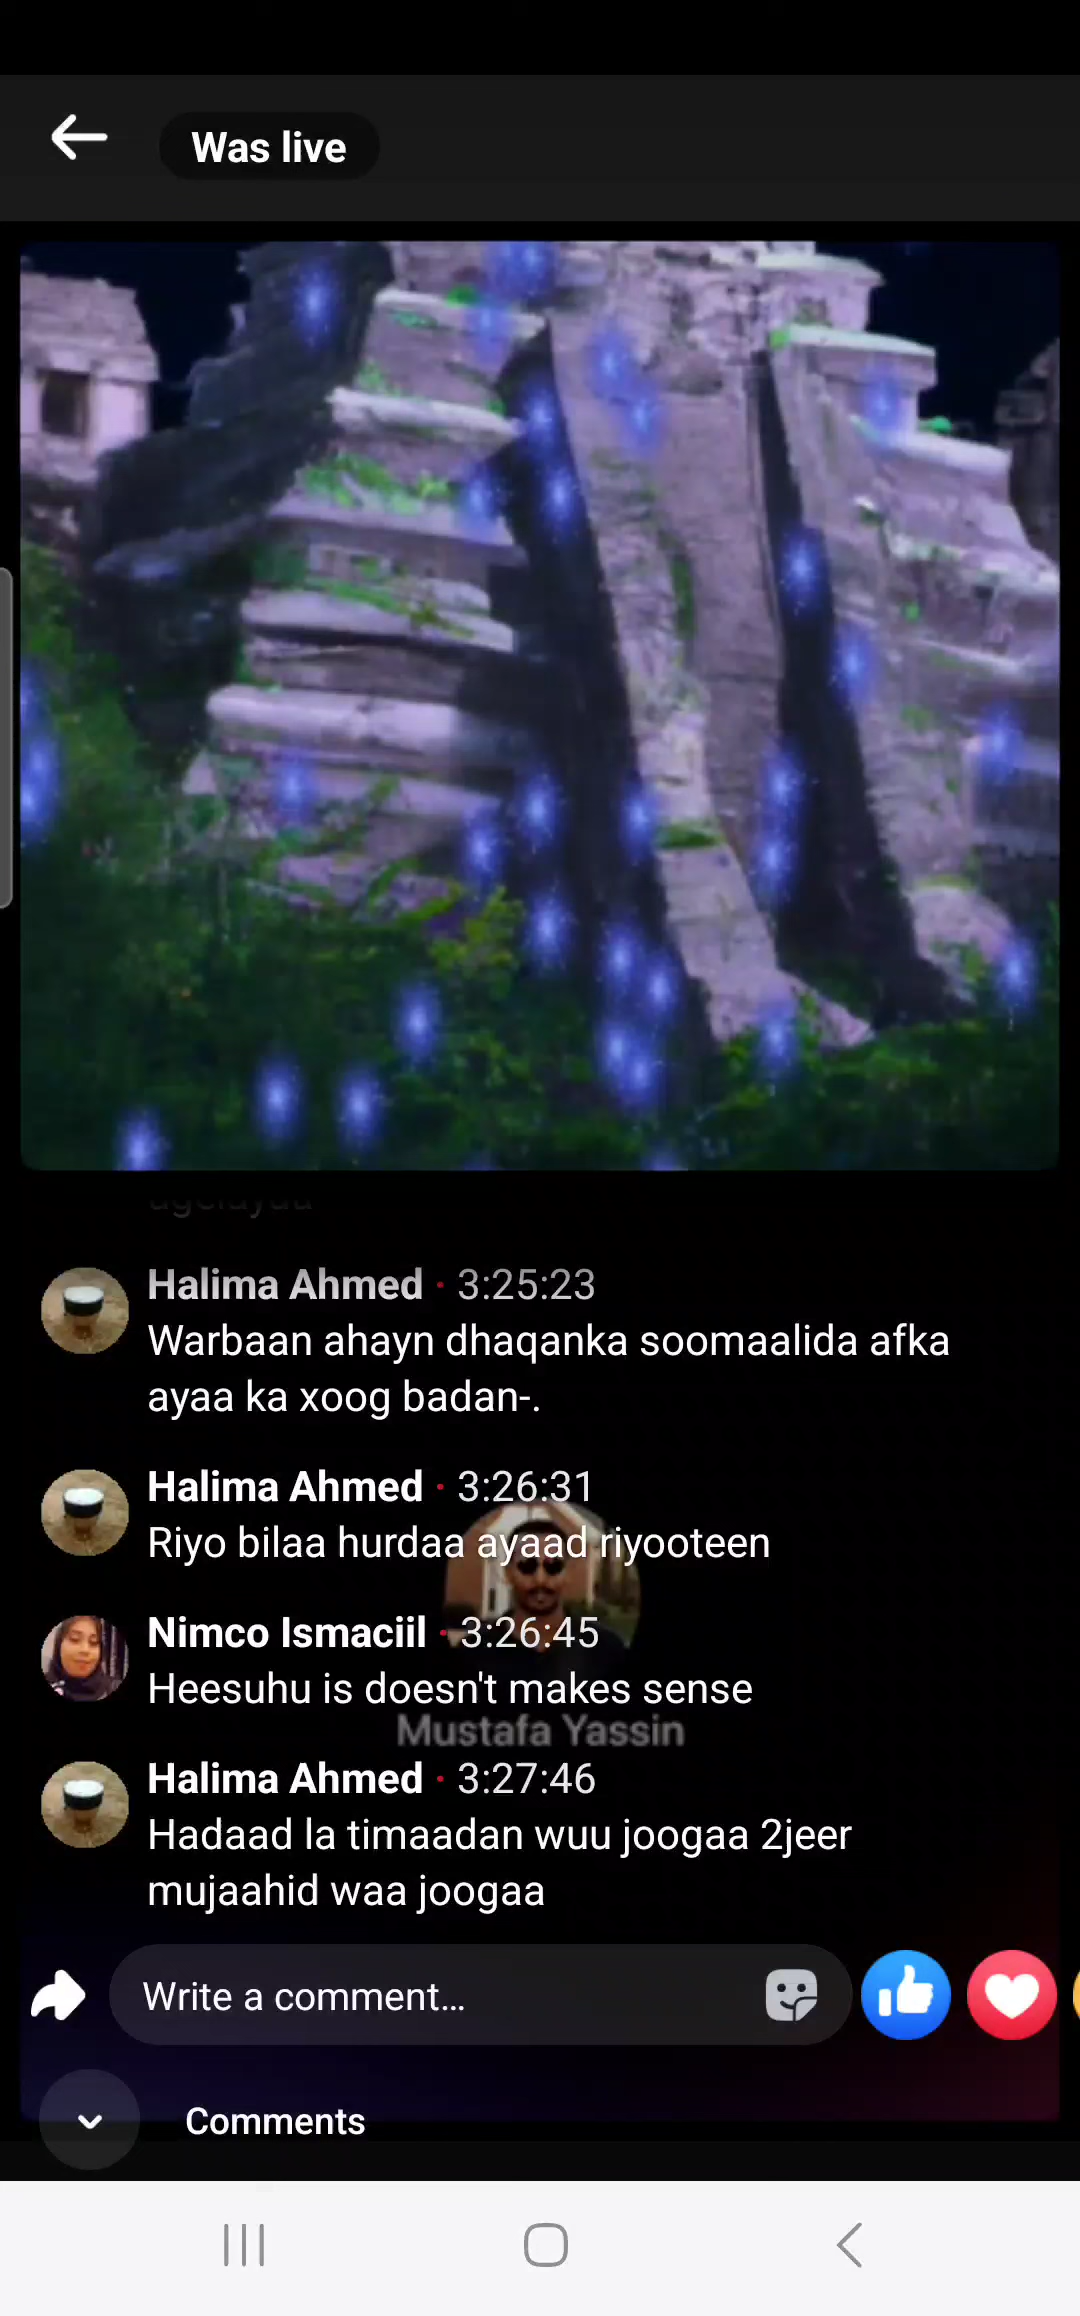 Was live
Halima Ahmed · 3:25:23
Warbaan ahayn dhaqanka soomaalida afka
ayaa ka xoog badan-.
Halima Ahmed · 3:26:31
Riyo bilaa hurdaa ayaad riyooteen
Nimco Ismaciil · 3:26:45
Heesuhu is doesn't makes sense
Mustafa Yassin
Halima Ahmed · 3:27:46
Hadaad la timaadan wuu joogaa 2jeer
mujaahid waa joogaa
Write a comment...
Comments